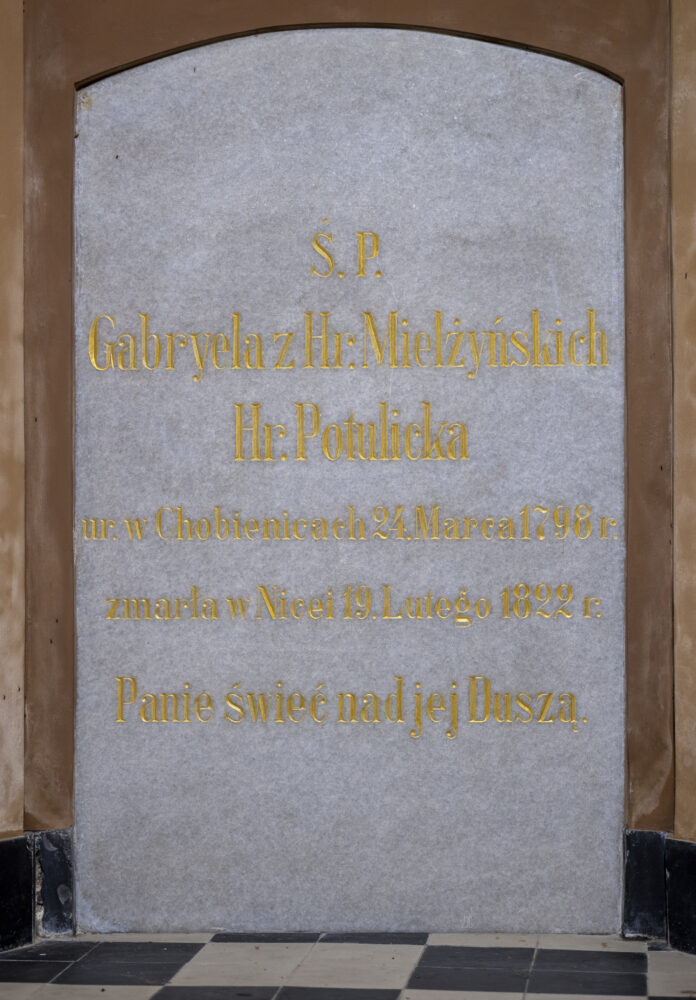 Ś. P.
Gabryela z Hr. Mielżyńskich
Hr. Potulicka
ur. w Chobienicach 24. Marca 1798 r.
zmarła w Nicei 19. Lutego 1822 r.
Panie świeć nad jej Duszą.